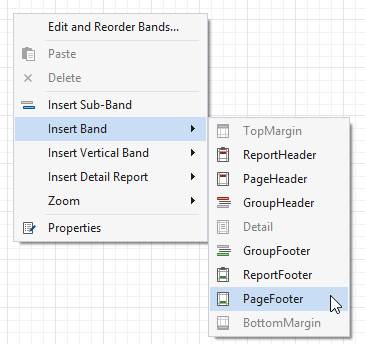 Edit and Reorder Bands...
Paste
Delete
Insert Sub-Band
Insert Band
Insert Vertical Band
Insert Detail Report
Zoom
Properties
TopMargin
ReportHeader
PageHeader
GroupHeader
Detail
GroupFooter
ReportFooter
PageFooter
BottomMargin